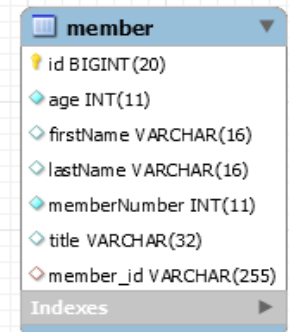 member
id BIGINT(20)
age INT(11)
firstName VARCHAR(16)
lastName VARCHAR(16)
memberNumber INT(11)
title VARCHAR(32)
member_id VARCHAR(255)
Indexes